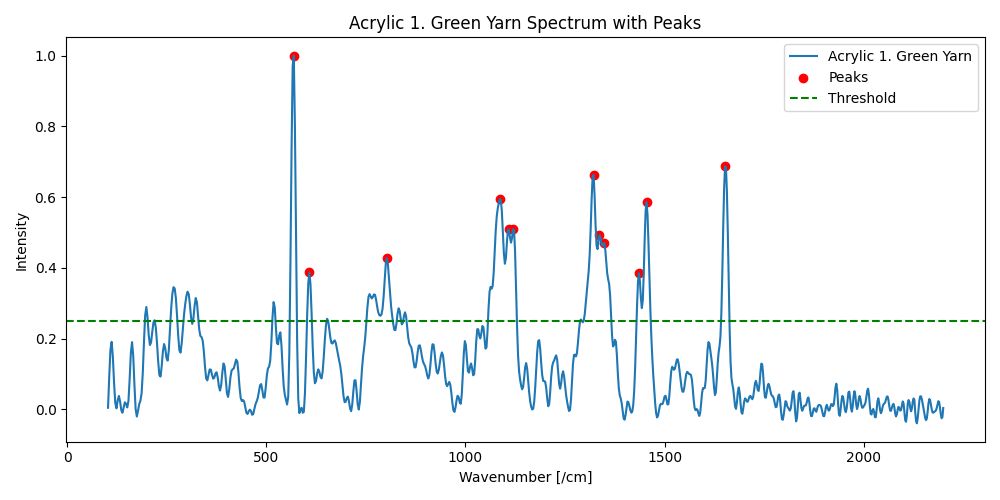 Acrylic 1. Green Yarn Spectrum with Peaks
Acrylic 1. Green Yarn
Peaks
Threshold
Intensity
1.0
0.8
0.6
0.4
0.2
0.0
0
500
1000
1500
2000
Wavenumber [/cm]